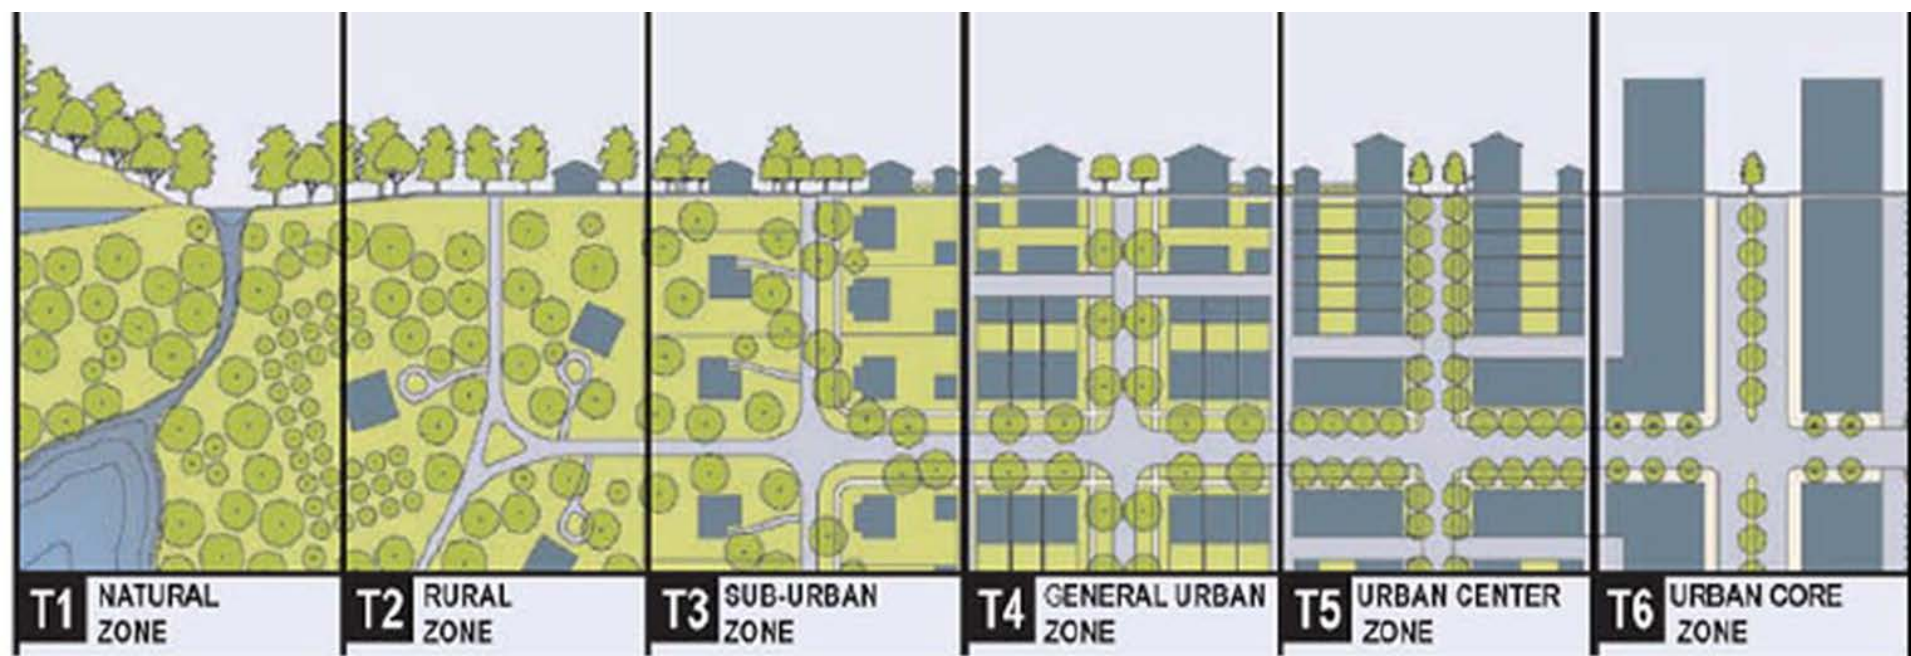 T1 NATURAL
ZONE
T2 RURAL
ZONE
T3 SUB-URBAN
ZONE
T4 GENERAL URBAN
ZONE
T5 URBAN CENTER
ZONE
T6 URBAN CORE
ZONE